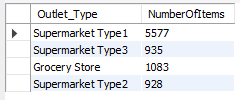 Outlet_Type NumberOfItems
Supermarket Type1 5577
Supermarket Type3 935
Grocery Store 1083
Supermarket Type2 928